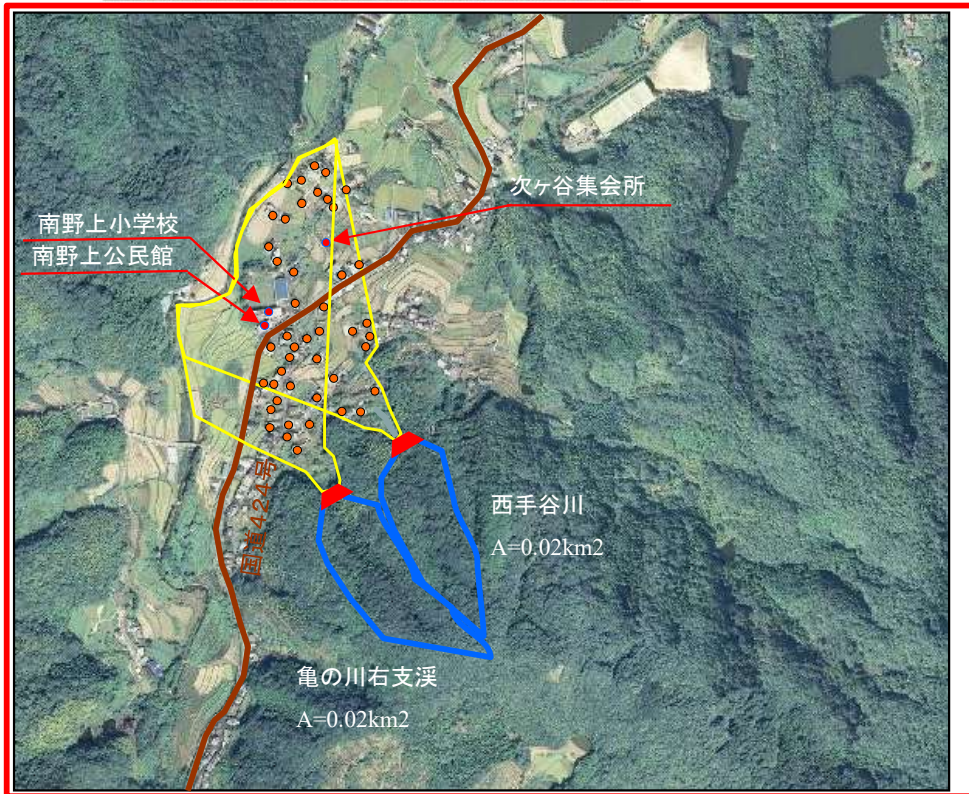 次ヶ谷集会所
南野上小学校
南野上公民館
国道424号
西手谷川
A=0.02km2
亀の川右支渓
A=0.02km2